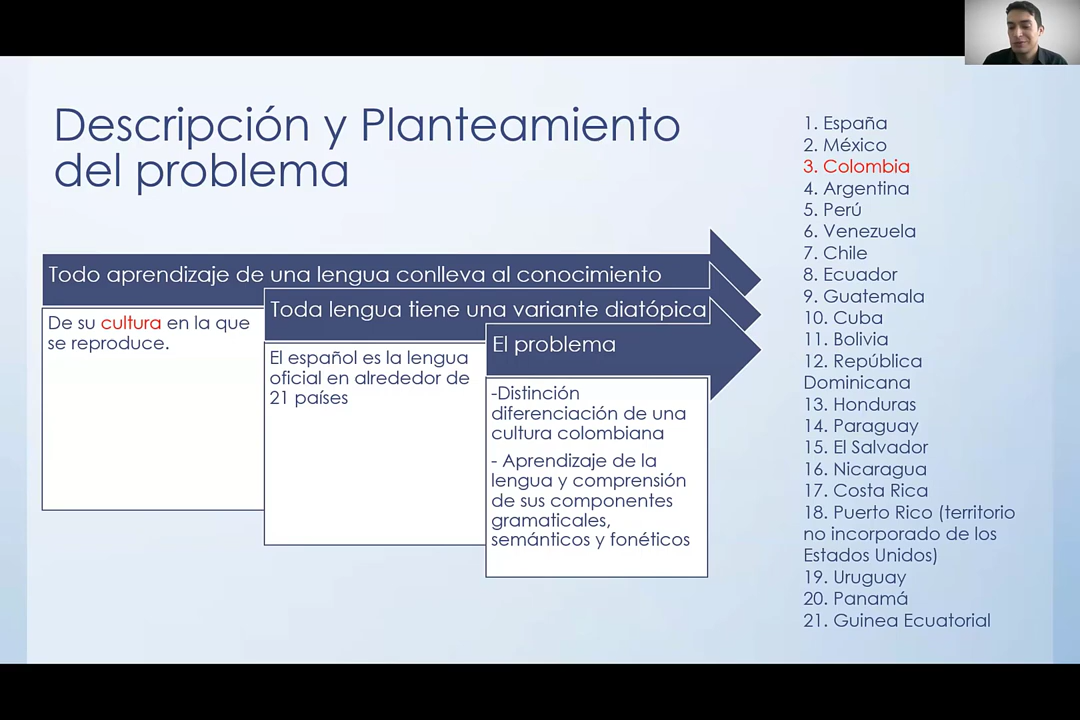 Descripción y Planteamiento
del problema
Todo aprendizaje de una lengua conlleva al conocimiento
De su cultura en la que
se reproduce.
Toda lengua tiene una variante diatópica
El español es la lengua
oficial en alrededor de
21 países
El problema
-Distinción
diferenciación de una
cultura colombiana
- Aprendizaje de la
lengua y comprensión
de sus componentes
gramaticales,
semánticos y fonéticos
1. España
2. México
3. Colombia
4. Argentina
5. Perú
6. Venezuela
7. Chile
8. Ecuador
9. Guatemala
10. Cuba
11. Bolivia
12. República
Dominicana
13. Honduras
14. Paraguay
15. El Salvador
16. Nicaragua
17. Costa Rica
18. Puerto Rico (territorio
no incorporado de los
Estados Unidos)
19. Uruguay
20. Panamá
21. Guinea Ecuatorial